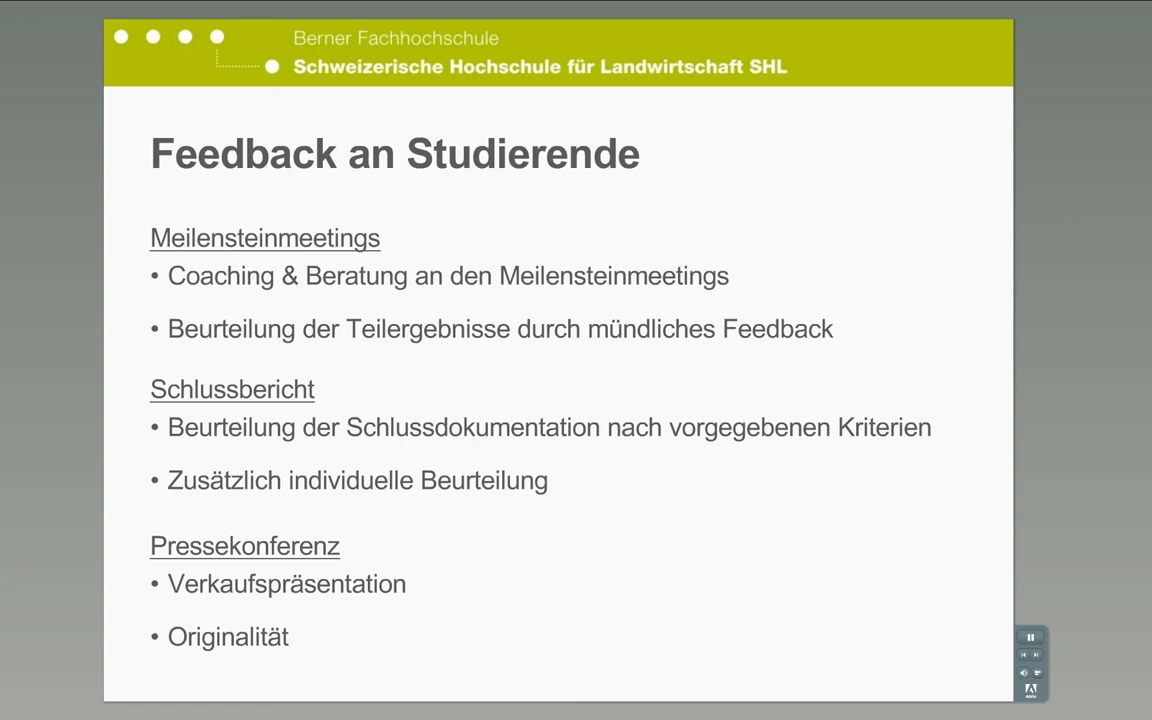 Berner Fachhochschule
Schweizerische Hochschule für Landwirtschaft SHL
Feedback an Studierende
Meilensteinmeetings
• Coaching & Beratung an den Meilensteinmeetings
• Beurteilung der Teilergebnisse durch mündliches Feedback
Schlussbericht
• Beurteilung der Schlussdokumentation nach vorgegebenen Kriterien
• Zusätzlich individuelle Beurteilung
Pressekonferenz
• Verkaufspräsentation
• Originalität